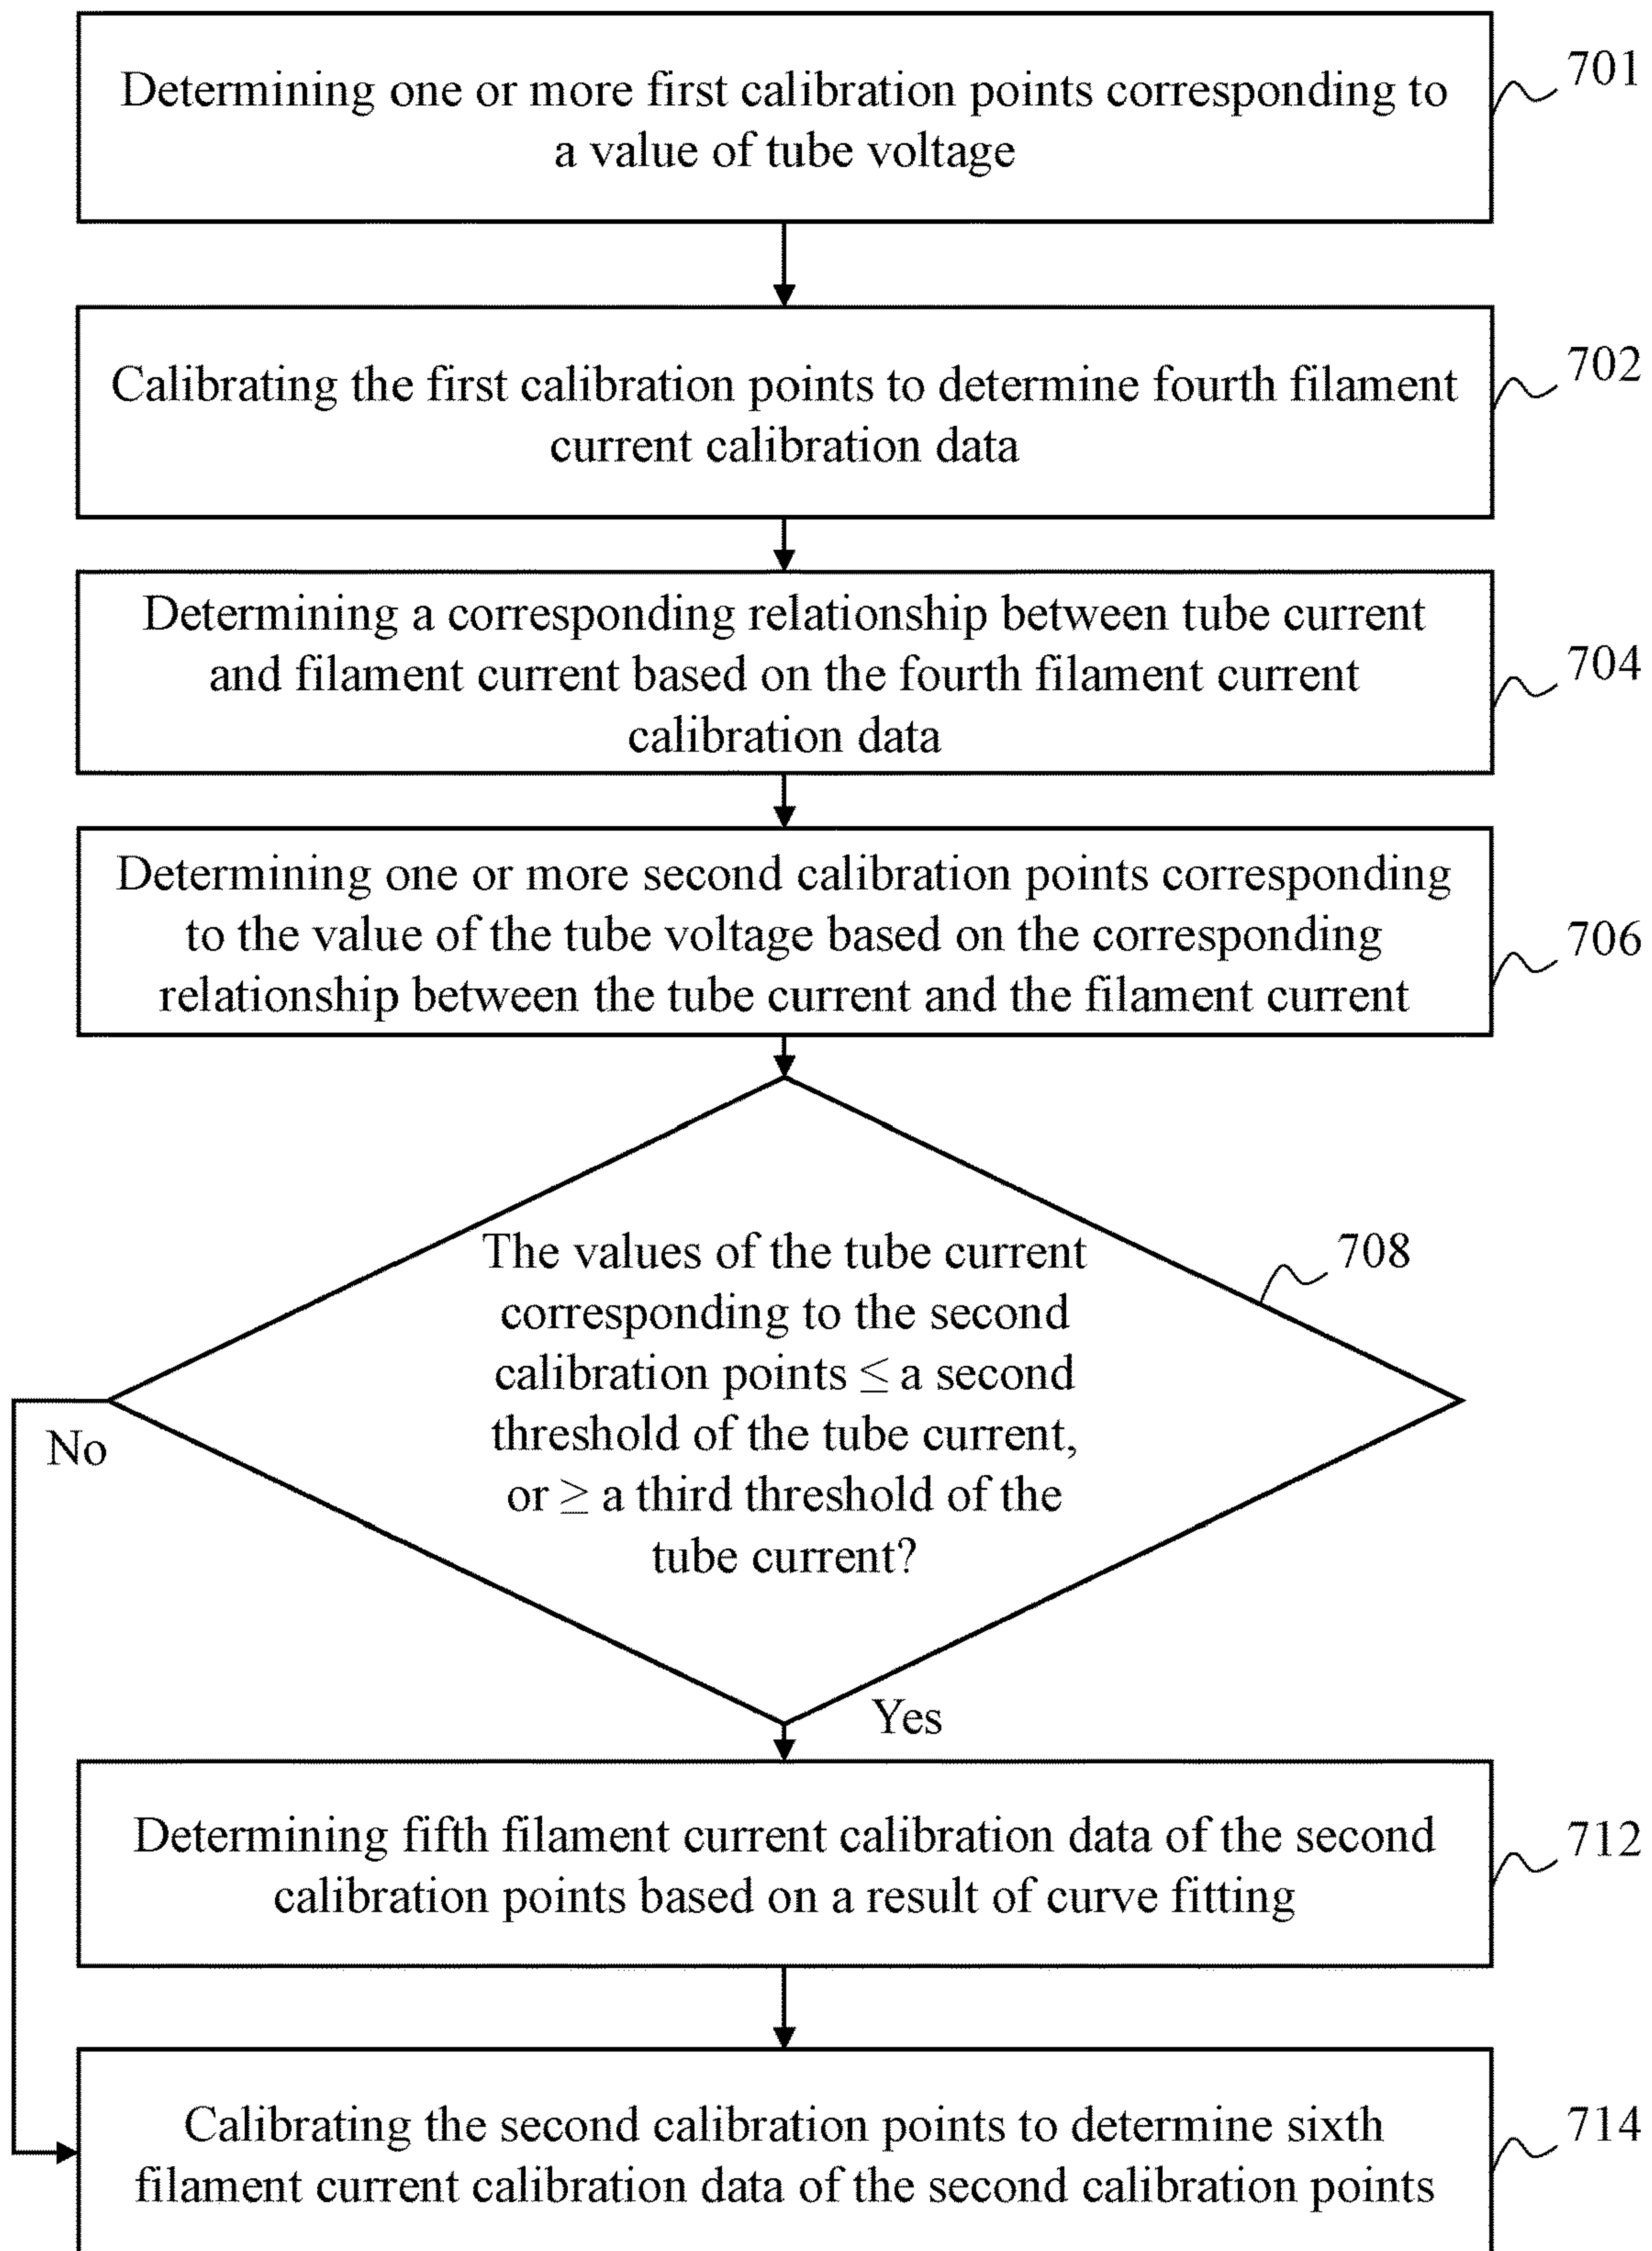 Determining one or more first calibration points corresponding to
a value of tube voltage
701
Calibrating the first calibration points to determine fourth filament
current calibration data
702
Determining a corresponding relationship between tube current
and filament current based on the fourth filament current
calibration data
704
Determining one or more second calibration points corresponding
to the value of the tube voltage based on the corresponding
relationship between the tube current and the filament current
706
The values of the tube current
corresponding to the second
calibration points ≤ a second
threshold of the tube current,
or ≥ a third threshold of the
tube current?
708
No
Yes
Determining fifth filament current calibration data of the second
calibration points based on a result of curve fitting
712
Calibrating the second calibration points to determine sixth
filament current calibration data of the second calibration points
714